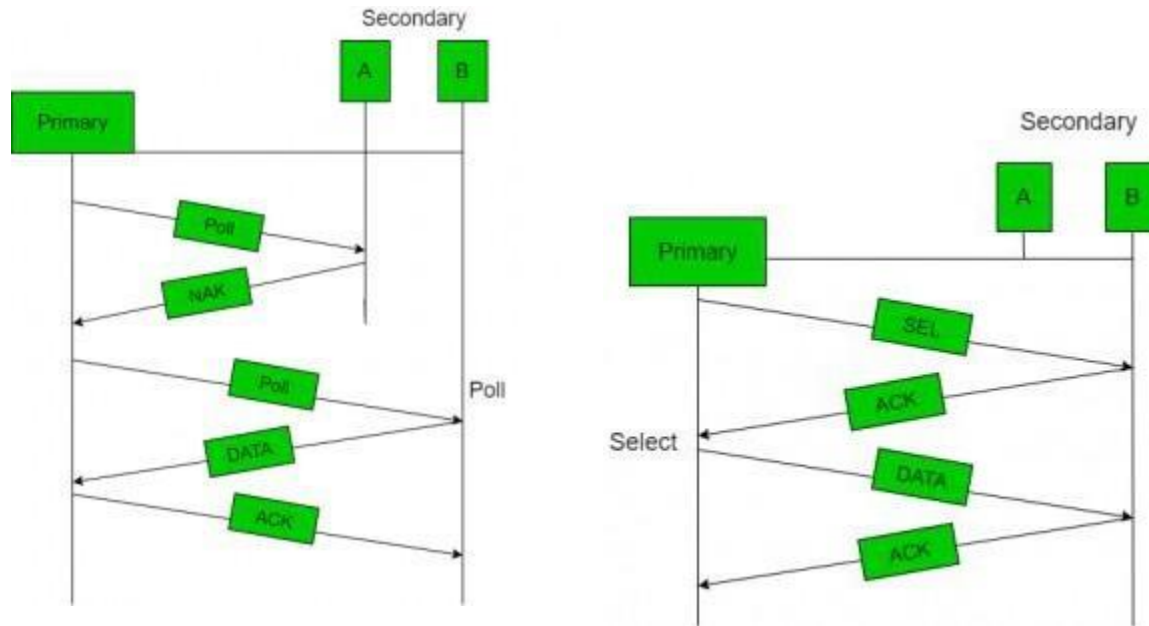 Secondary
A
B
Primary
Poll
NAK
Poll
Poll
DATA
ACK
Secondary
A
B
Primary
SEL
ACK
Select
DATA
ACK